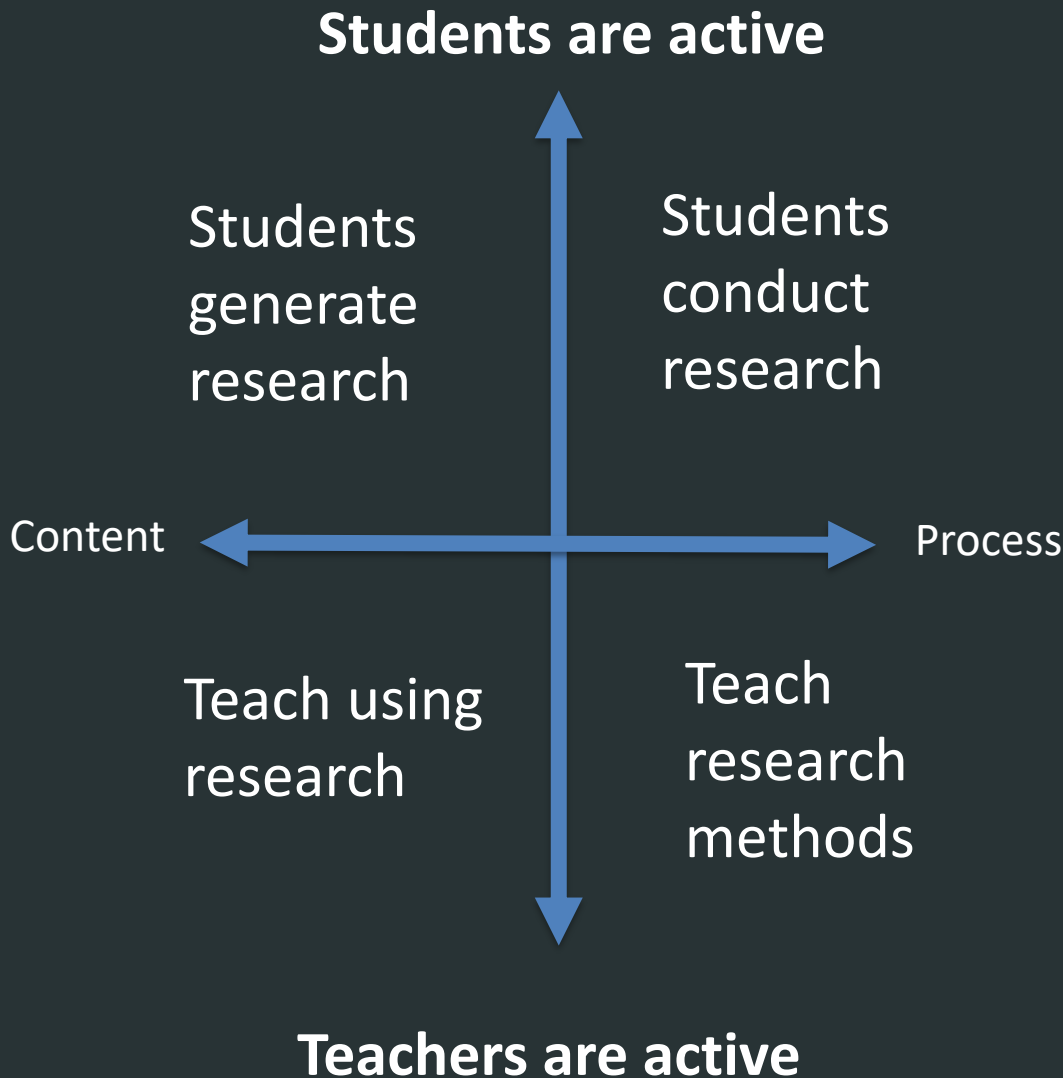 Students are active
Students
generate
research
Students
conduct
research
Content
Process
Teach using
research
Teach
research
methods
Teachers are active